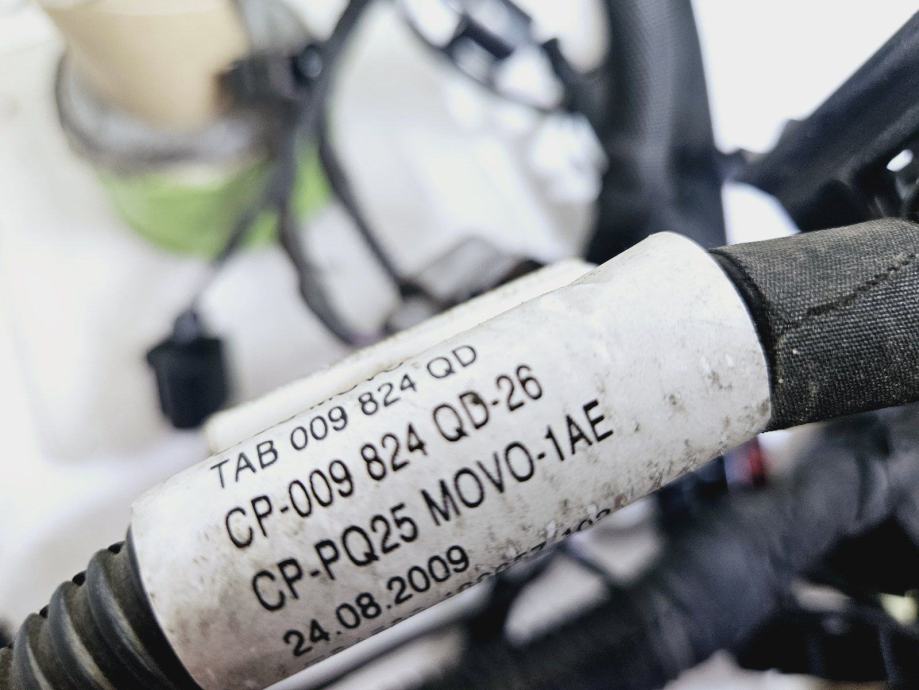 TAB 009 824 QD
CP-009 824 QD-26
CP-PQ25 MOVO-1AE
24.08.2009